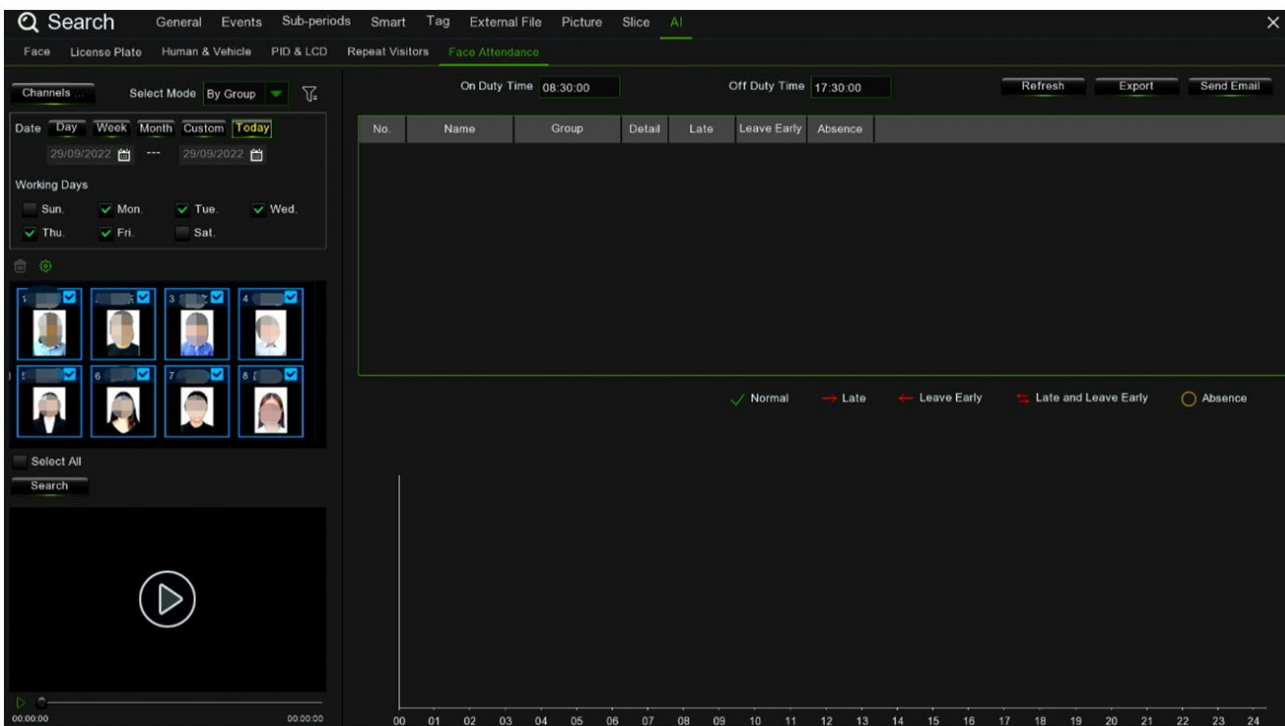 Search General Events Sub-periods Smart Tag External File Picture Slice AI
Face License Plate Human & Vehicle PID & LCD Repeat Visitors Face Attendance
Channels ... Select Mode By Group
On Duty Time 08:30:00 Off Duty Time 17:30:00 Refresh Export Send Email
Date Day Week Month Custom Today
29/09/2022 --- 29/09/2022
Working Days
Sun. Mon. Tue. Wed.
Thu. Fri. Sat.
No. Name Group Detail Late Leave Early Absence
1 3 4
5 6 7 8
Normal Late Leave Early Late and Leave Early Absence
Select All
Search
00:00:00 00:00:00
00 01 02 03 04 05 06 07 08 09 10 11 12 13 14 15 16 17 18 19 20 21 22 23 24